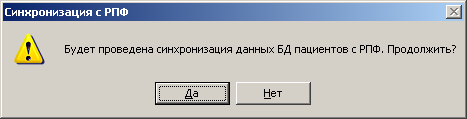 Синхронизация с РПФ
Будет проведена синхронизация данных БД пациентов с РПФ. Продолжить?
Да
Нет